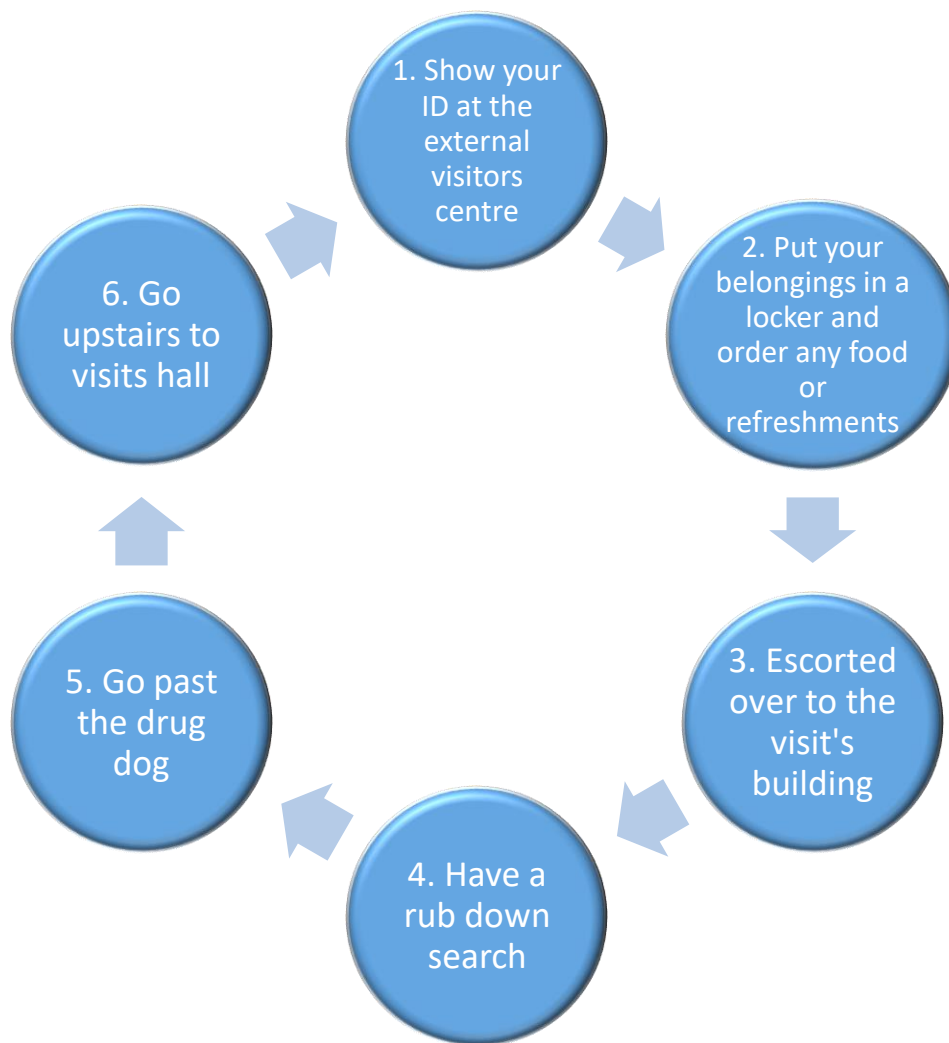 1. Show your
ID at the
external
visitors
centre
2. Put your
belongings in a
locker and
order any food
or
refreshments
3. Escorted
over to the
visit's
building
4. Have a
rub down
search
5. Go past
the drug
dog
6. Go
upstairs to
visits hall